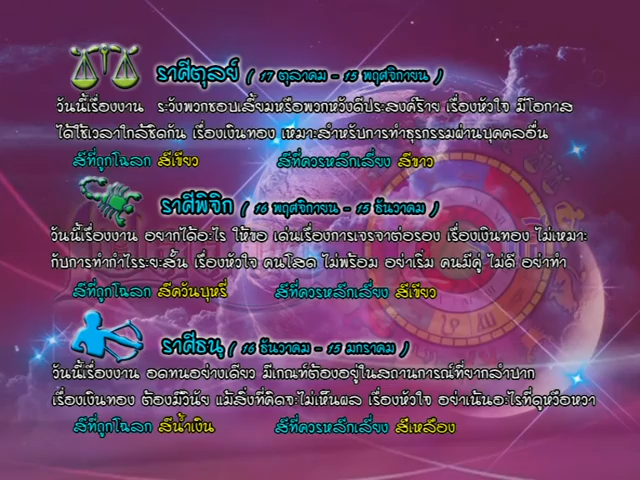 ราศีตุลย์ ( 17 ตุลาคม - 15 พฤศจิกายน )
วันนี้เรื่องงาน ระวังพวกชอบเสี้ยมหรือพวกหวังดีประสงค์ร้าย เรื่องหัวใจ มีโอกาส
ได้ใช้เวลาใกล้ชิดกัน เรื่องเงินทอง เหมาะสำหรับการทำธุรกรรมผ่านบุคคลอื่น
สีที่ถูกโฉลก สีเขียว สีที่ควรหลีกเลี่ยง สีขาว
ราศีพิจิก ( 16 พฤศจิกายน - 15 ธันวาคม )
วันนี้เรื่องงาน อยากได้อะไร ให้ขอ เด่นเรื่องการเจรจาต่อรอง เรื่องเงินทอง ไม่เหมาะ
กับการทำกำไรระยะสั้น เรื่องหัวใจ คนโสด ไม่พร้อม อย่าเริ่ม คนมีคู่ ไม่ดี อย่าทำ
สีที่ถูกโฉลก สีควันบุหรี่ สีที่ควรหลีกเลี่ยง สีเขียว
ราศีธนู ( 16 ธันวาคม - 15 มกราคม )
วันนี้เรื่องงาน อดทนอย่างเดียว มีเกณฑ์ต้องอยู่ในสถานการณ์ที่ยากลำบาก
เรื่องเงินทอง ต้องมีวินัย แม้สิ่งที่คิดจะไม่เห็นผล เรื่องหัวใจ อย่าเน้นอะไรที่ดูหวือหวา
สีที่ถูกโฉลก สีน้ำเงิน สีที่ควรหลีกเลี่ยง สีเหลือง